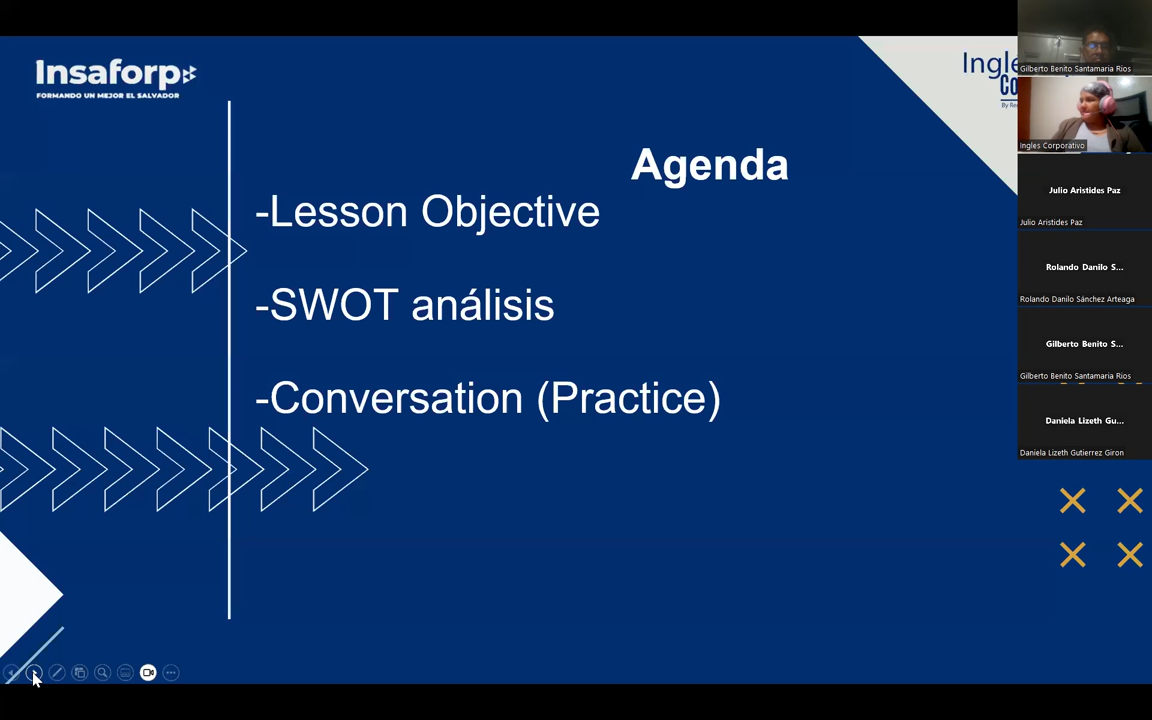 Insaforp
FORMANDO UN MEJOR EL SALVADOR
Agenda
-Lesson Objective
-SWOT análisis
-Conversation (Practice)
Ingl
Co
Gilberto Benito Santamaria Rios
Ingles Corporativo
Julio Aristides Paz
Julio Aristides Paz
Rolando Danilo S...
Rolando Danilo Sánchez Arteaga
Gilberto Benito S...
Gilberto Benito Santamaria Rios
Daniela Lizeth Gu...
Daniela Lizeth Gutierrez Giron